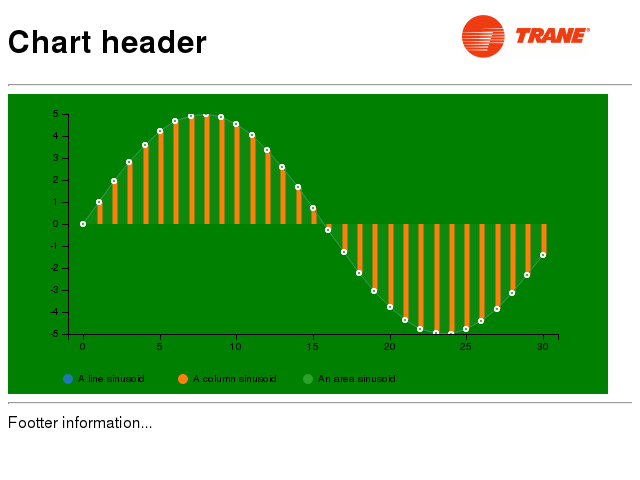 Chart header
TRANE®
5
4
3
2
1
0
-1
-2
-3
-4
-5
0 5 10 15 20 25 30
A line sinusoid A column sinusoid An area sinusoid
Footter information...